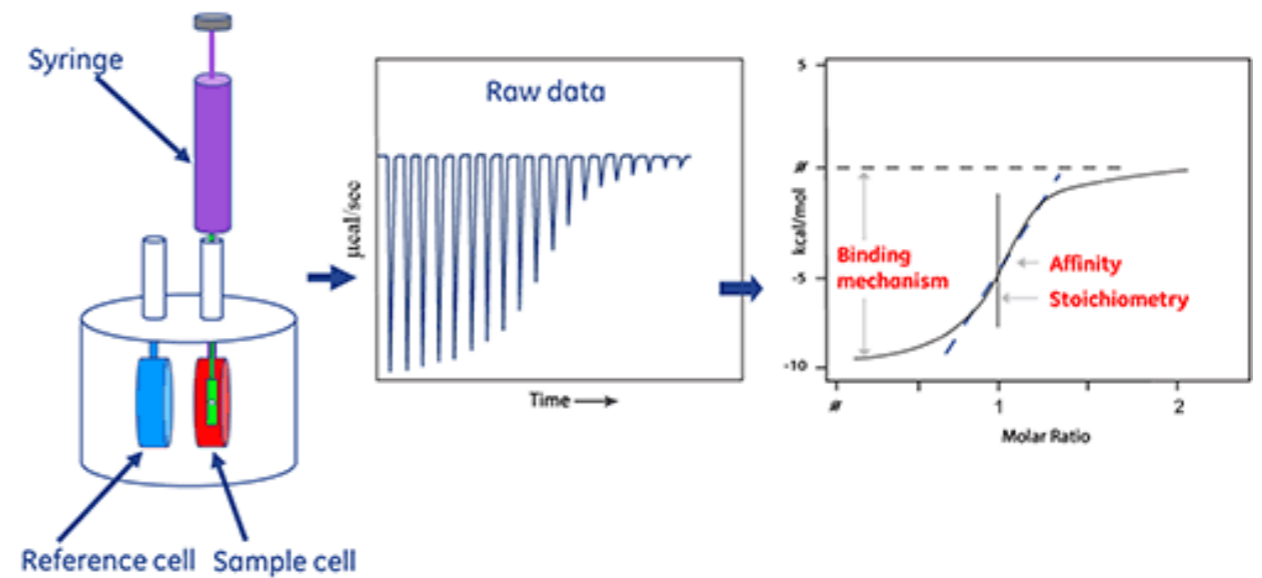 Syringe
Reference cell
Sample cell
Raw data
µcal/sec
Time
5
kcal/mol
-5
-10
Binding
mechanism
Affinity
Stoichiometry
1
2
Molar Ratio